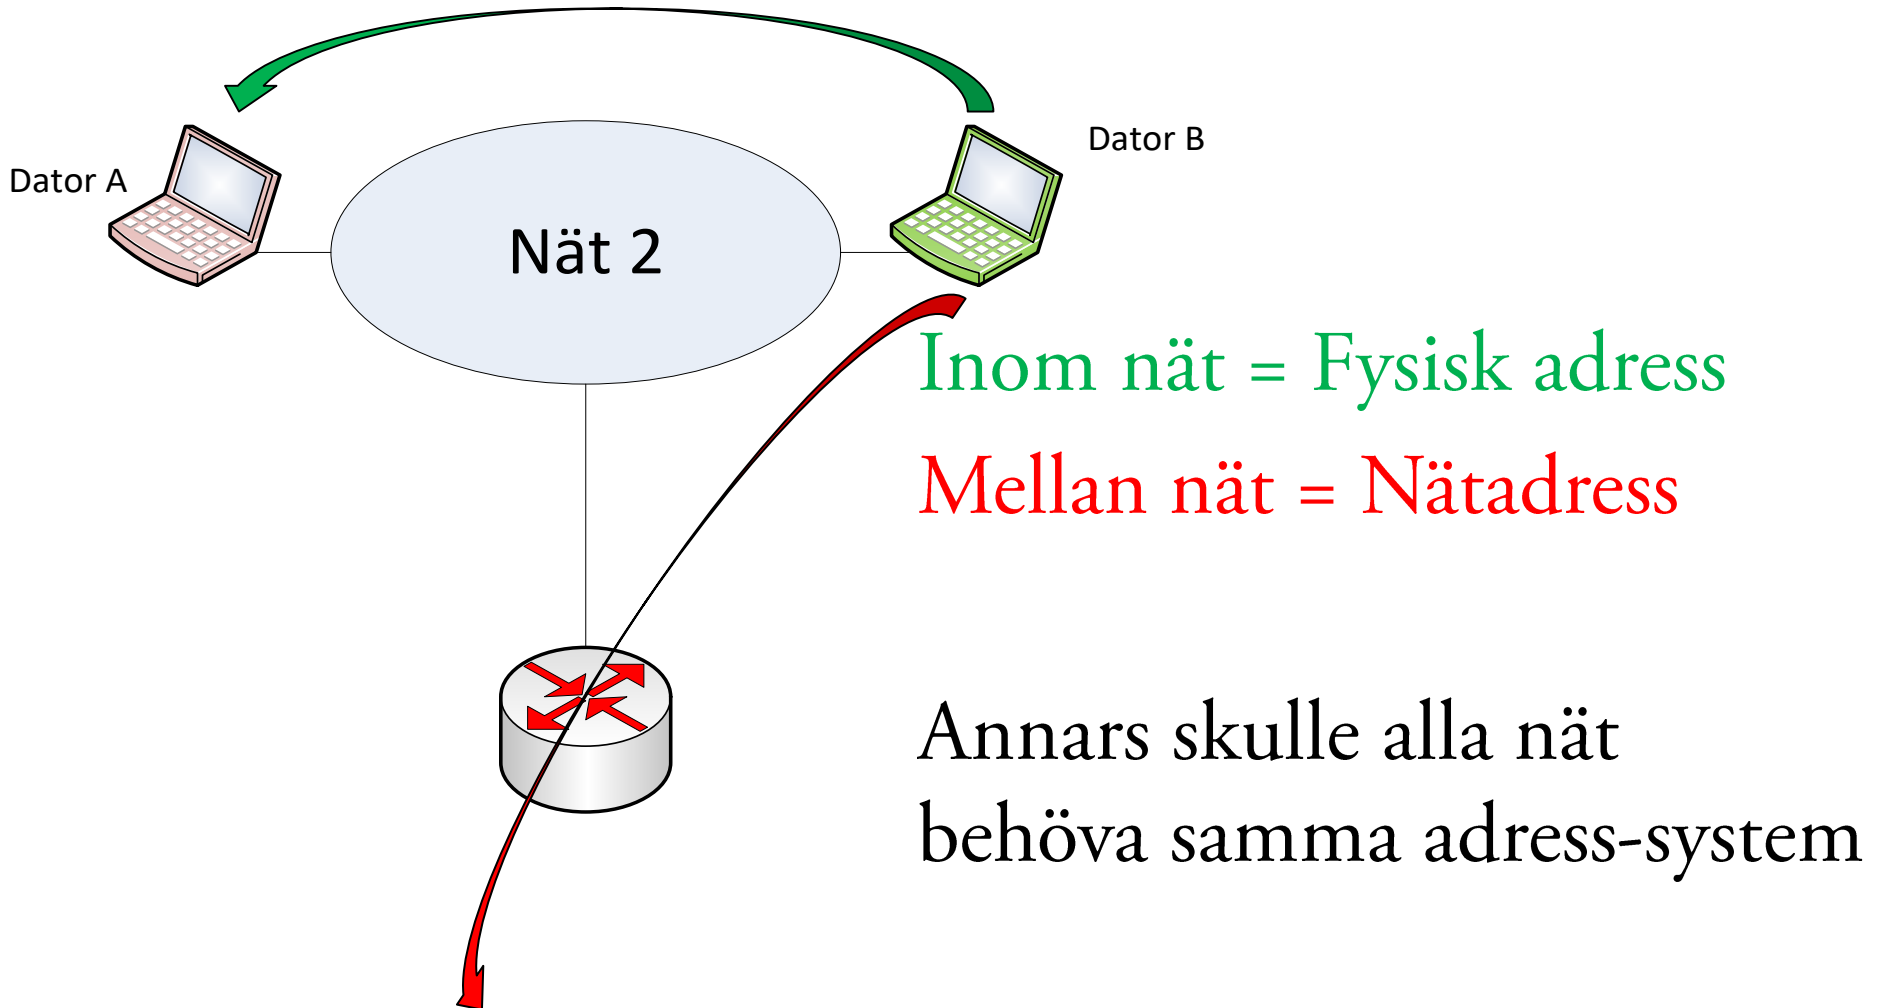 Dator B
Dator A
Nät 2
Inom nät = Fysisk adress
Mellan nät = Nätadress
Annars skulle alla nät
behöva samma adress-system